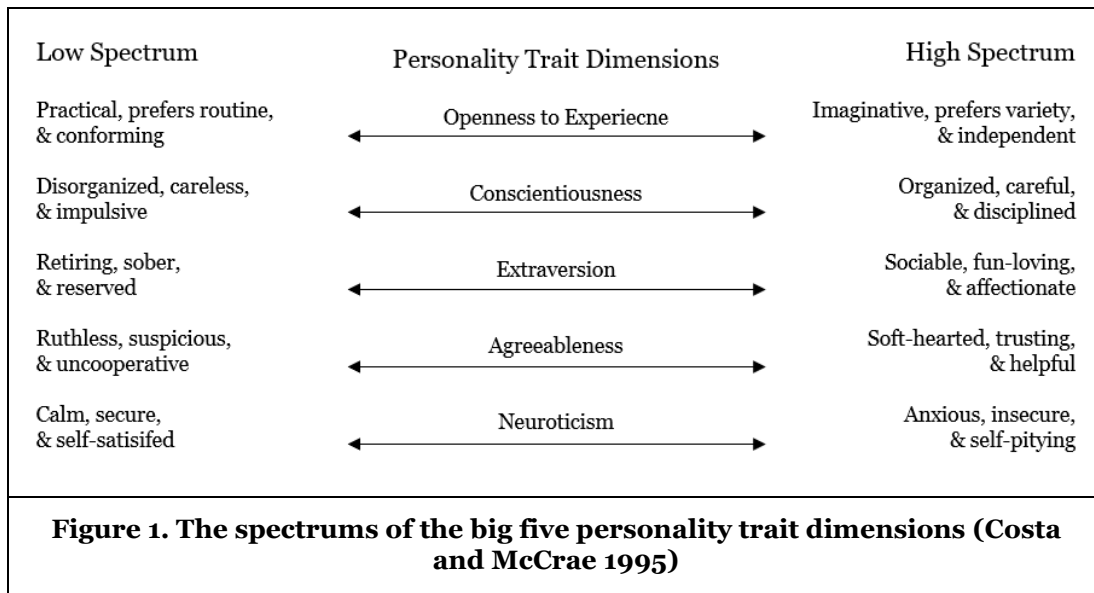 Low Spectrum
Personality Trait Dimensions
High Spectrum
Practical, prefers routine,
& conforming
Openness to Experiecne
Imaginative, prefers variety,
& independent
Disorganized, careless,
& impulsive
Conscientiousness
Organized, careful,
& disciplined
Retiring, sober,
& reserved
Extraversion
Sociable, fun-loving,
& affectionate
Ruthless, suspicious,
& uncooperative
Agreeableness
Soft-hearted, trusting,
& helpful
Calm, secure,
& self-satisifed
Neuroticism
Anxious, insecure,
& self-pitying
Figure 1. The spectrums of the big five personality trait dimensions (Costa
and McCrae 1995)